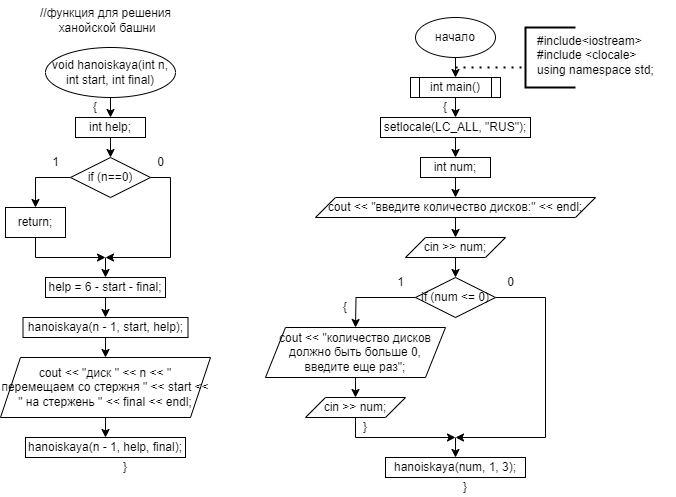 //функция для решения
ханойской башни
void hanoiskaya(int n,
int start, int final)
{
int help;
1
0
if (n==0)
return;
help = 6 - start - final;
hanoiskaya(n - 1, start, help);
cout << "диск " << n << "
перемещаем со стержня " << start <<
" на стержень " << final << endl;
hanoiskaya(n - 1, help, final);
}
начало
#include<iostream>
#include <clocale>
using namespace std;
int main()
{
setlocale(LC_ALL, "RUS");
int num;
cout << "введите количество дисков:" << endl;
cin >> num;
1
0
if (num <= 0)
{
cout << "количество дисков
должно быть больше 0,
введите еще раз";
cin >> num;
}
hanoiskaya(num, 1, 3);
}